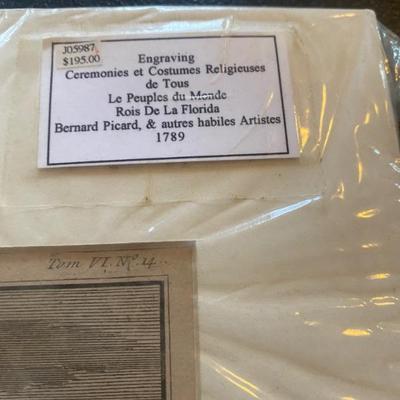 J05987
$195.00
Engraving
Ceremonies et Costumes Religieuses
de Tous
Le Peuples du Monde
Rois De La Florida
Bernard Picard, & autres habiles Artistes
1789
Tom VI. No. 14.